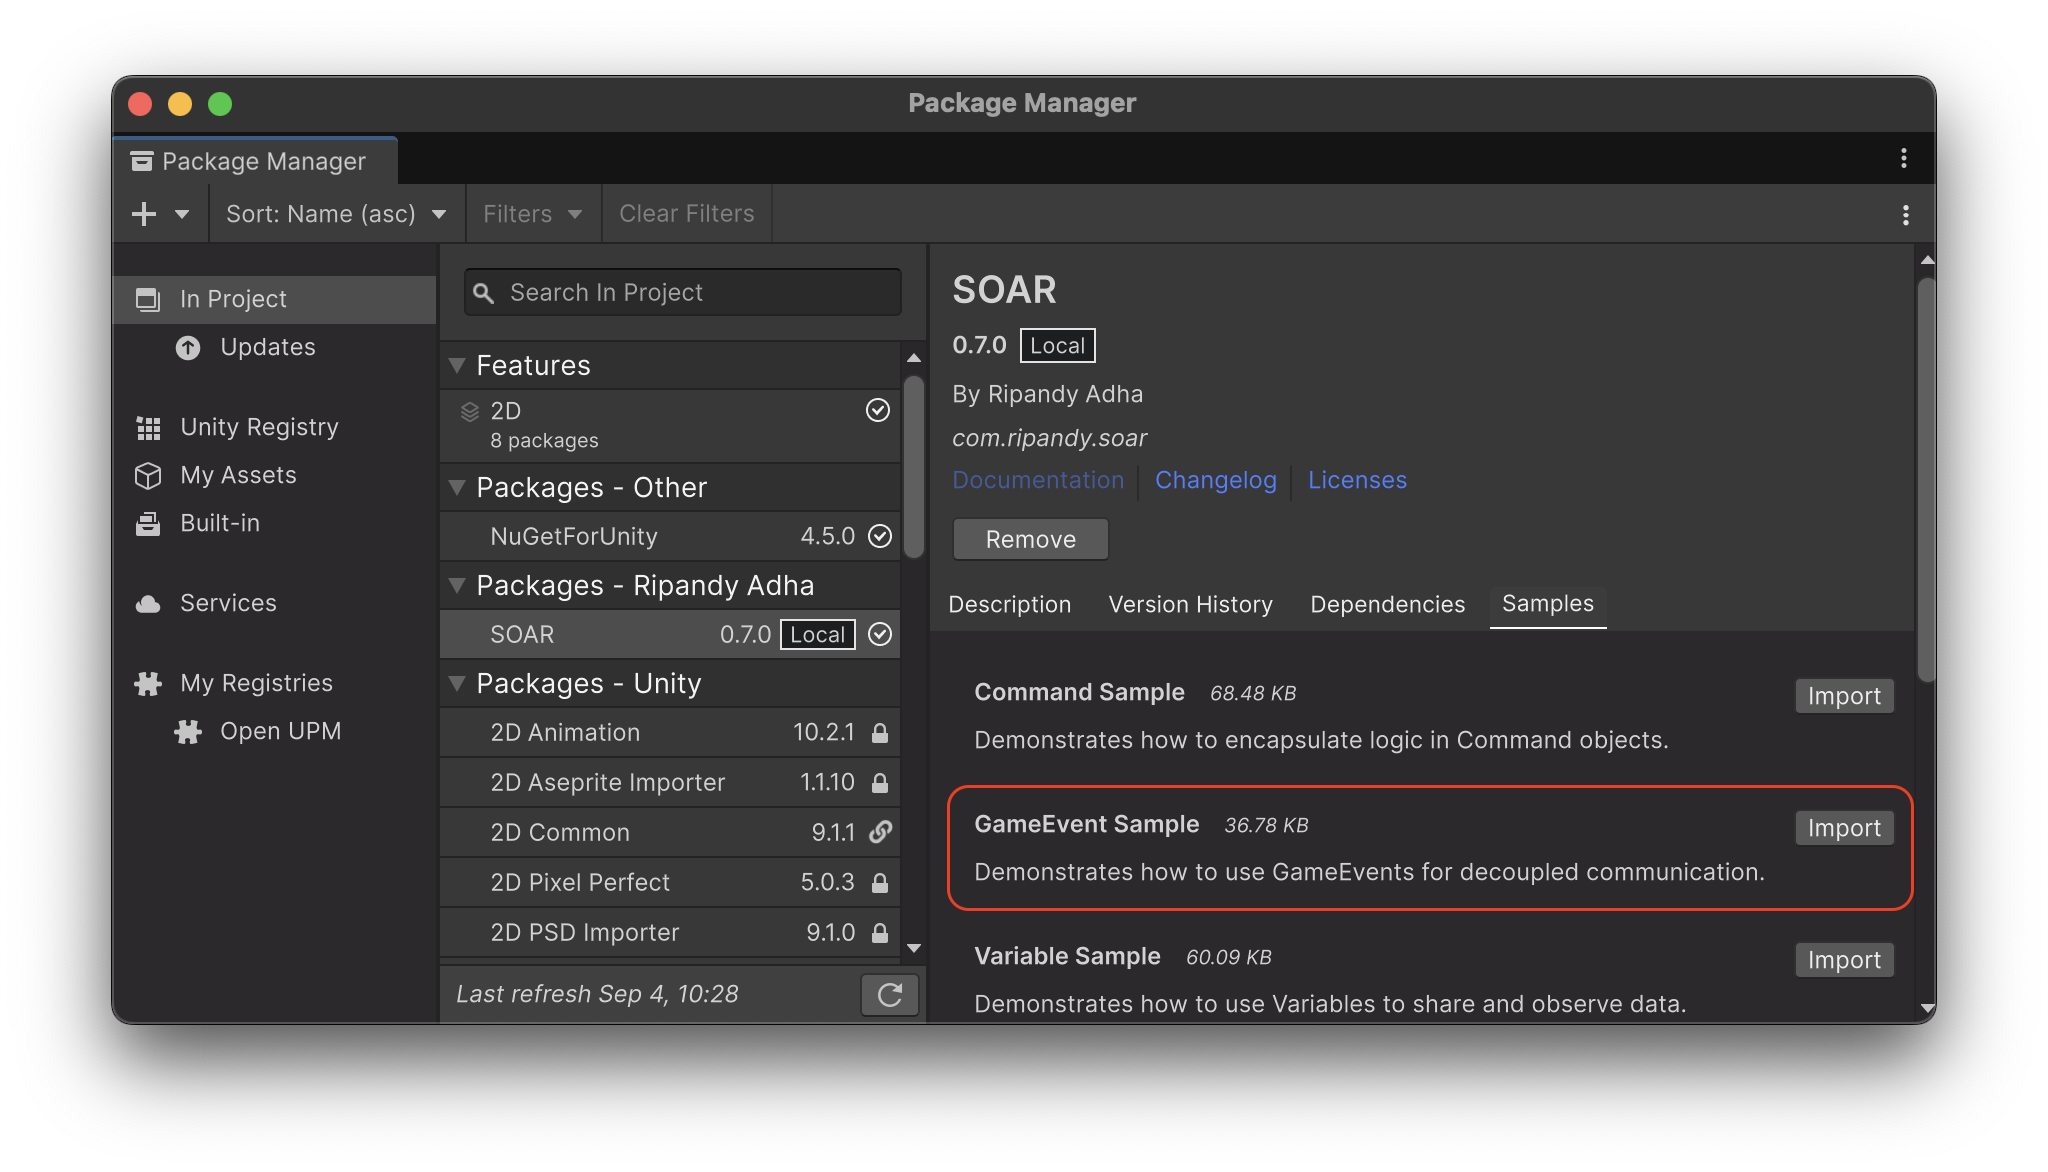 Package Manager
Package Manager
Sort: Name (asc)
Filters
Clear Filters
In Project
Updates
Unity Registry
My Assets
Built-in
Services
My Registries
Open UPM
Search In Project
Features
2D
8 packages
Packages - Other
NuGetForUnity 4.5.0
Packages - Ripandy Adha
SOAR 0.7.0 Local
Packages - Unity
2D Animation 10.2.1
2D Aseprite Importer 1.1.10
2D Common 9.1.1
2D Pixel Perfect 5.0.3
2D PSD Importer 9.1.0
Last refresh Sep 4, 10:28
SOAR
0.7.0 Local
By Ripandy Adha
com.ripandy.soar
Documentation Changelog Licenses
Remove
Description Version History Dependencies Samples
Command Sample 68.48 KB Import
Demonstrates how to encapsulate logic in Command objects.
GameEvent Sample 36.78 KB Import
Demonstrates how to use GameEvents for decoupled communication.
Variable Sample 60.09 KB Import
Demonstrates how to use Variables to share and observe data.